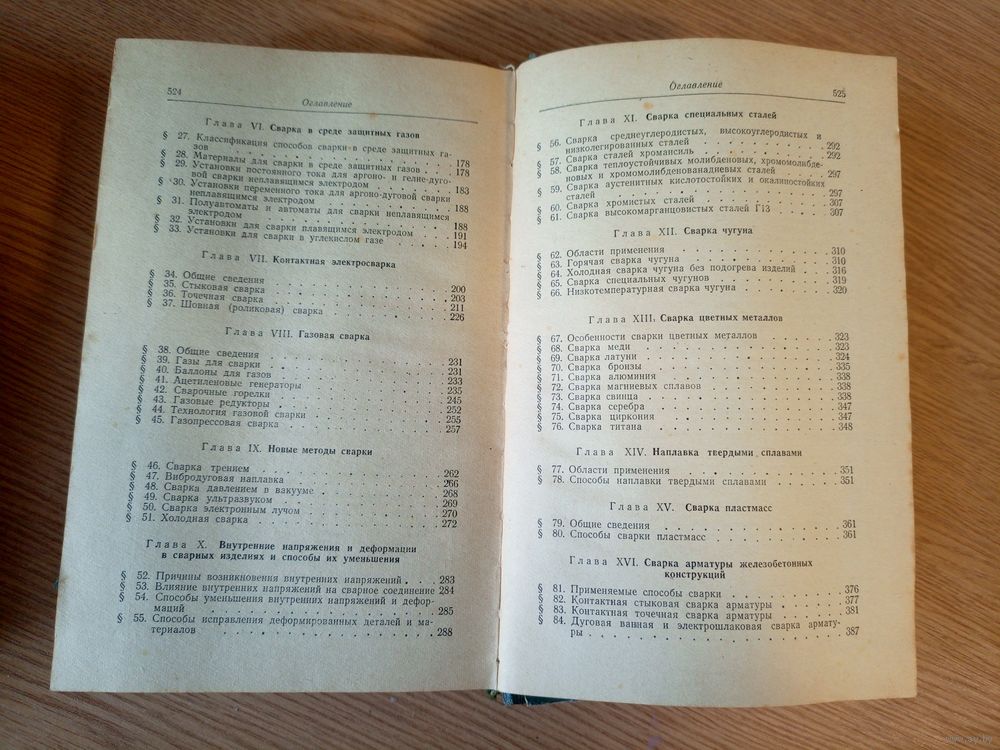 524
Оглавление
Глава VI. Сварка в среде защитных газов
§ 27. Классификация способов сварки в среде защитных га-
зов . . . 178
§ 28. Материалы для сварки в среде защитных газов . . 178
§ 29. Установки постоянного тока для аргоно- и гелие-дуго-
вой сварки неплавящимся электродом . . . 183
§ 30. Установки переменного тока для аргоно-дуговой сварки
неплавящимся электродом . . . 188
§ 31. Полуавтоматы и автоматы для сварки неплавящимся
электродом . . . 188
§ 32. Установки для сварки плавящимся электродом . . 191
§ 33. Установки для сварки в углекислом газе . . . 194
Глава VII. Контактная электросварка
§ 34. Общие сведения . . . 200
§ 35. Стыковая сварка . . . 203
§ 36. Точечная сварка . . . 211
§ 37. Шовная (роликовая) сварка . . . 226
Глава VIII. Газовая сварка
§ 38. Общие сведения . . . 231
§ 39. Газы для сварки . . . 231
§ 40. Баллоны для газов . . . 233
§ 41. Ацетиленовые генераторы . . . 235
§ 42. Сварочные горелки . . . 245
§ 43. Газовые редукторы . . . 252
§ 44. Технология газовой сварки . . . 255
§ 45. Газопрессовая сварка . . . 257
Глава IX. Новые методы сварки
§ 46. Сварка трением . . . 262
§ 47. Вибродуговая наплавка . . . 266
§ 48. Сварка давлением в вакууме . . . 268
§ 49. Сварка ультразвуком . . . 269
§ 50. Сварка электронным лучом . . . 270
§ 51. Холодная сварка . . . 272
Глава X. Внутренние напряжения и деформации
в сварных изделиях и способы их уменьшения
§ 52. Причины возникновения внутренних напряжений . . . 283
§ 53. Влияние внутренних напряжений на сварное соединение 284
§ 54. Способы уменьшения внутренних напряжений и дефор-
маций . . . 285
§ 55. Способы исправления деформированных деталей и ма-
териалов . . . 288
Оглавление
525
Глава XI. Сварка специальных сталей
§ 56. Сварка среднеуглеродистых, высокоуглеродистых и
низколегированных сталей . . . 292
§ 57. Сварка сталей хромансиль . . . 292
§ 58. Сварка теплоустойчивых молибденовых, хромомолибде-
новых и хромомолибденованадиевых сталей . . . 297
§ 59. Сварка аустенитных кислотостойких и окалиностойких
сталей . . . 297
§ 60. Сварка хромистых сталей . . . 307
§ 61. Сварка высокомарганцовистых сталей Г13 . . . 307
Глава XII. Сварка чугуна
§ 62. Области применения . . . 310
§ 63. Горячая сварка чугуна . . . 310
§ 64. Холодная сварка чугуна без подогрева изделий . . . 316
§ 65. Сварка специальных чугунов . . . 319
§ 66. Низкотемпературная сварка чугуна . . . 320
Глава XIII. Сварка цветных металлов
§ 67. Особенности сварки цветных металлов . . . 323
§ 68. Сварка меди . . . 323
§ 69. Сварка латуни . . . 324
§ 70. Сварка бронзы . . . 335
§ 71. Сварка алюминия . . . 338
§ 72. Сварка магниевых сплавов . . . 338
§ 73. Сварка свинца . . . 338
§ 74. Сварка серебра . . . 347
§ 75. Сварка циркония . . . 347
§ 76. Сварка титана . . . 348
Глава XIV. Наплавка твердыми сплавами
§ 77. Области применения . . . 351
§ 78. Способы наплавки твердыми сплавами . . . 351
Глава XV. Сварка пластмасс
§ 79. Общие сведения . . . 361
§ 80. Способы сварки пластмасс . . . 361
Глава XVI. Сварка арматуры железобетонных
конструкций
§ 81. Применяемые способы сварки . . . 376
§ 82. Контактная стыковая сварка арматуры . . . 377
§ 83. Контактная точечная сварка арматуры . . . 381
§ 84. Дуговая ванная и электрошлаковая сварка армату-
ры . . . 387
www.ay.by